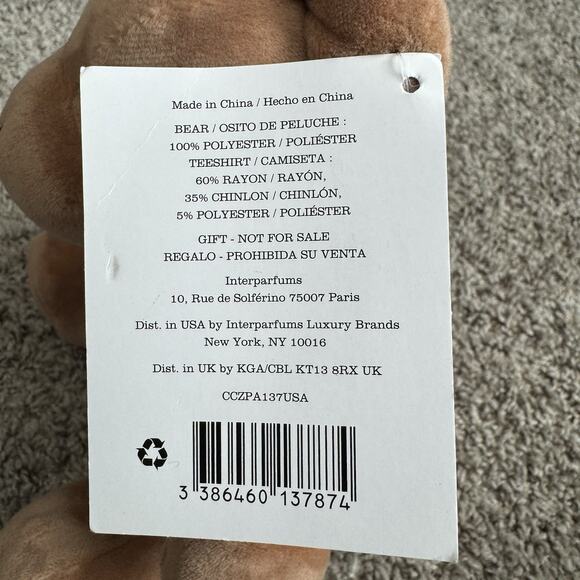 Made in China / Hecho en China
BEAR / OSITO DE PELUCHE :
100% POLYESTER / POLIÉSTER
TEESHIRT / CAMISETA :
60% RAYON / RAYÓN,
35% CHINLON / CHINLÓN,
5% POLYESTER / POLIÉSTER
GIFT - NOT FOR SALE
REGALO - PROHIBIDA SU VENTA
Interparfums
10, Rue de Solférino 75007 Paris
Dist. in USA by Interparfums Luxury Brands
New York, NY 10016
Dist. in UK by KGA/CBL KT13 8RX UK
CCZPA137USA
3 386460 137874